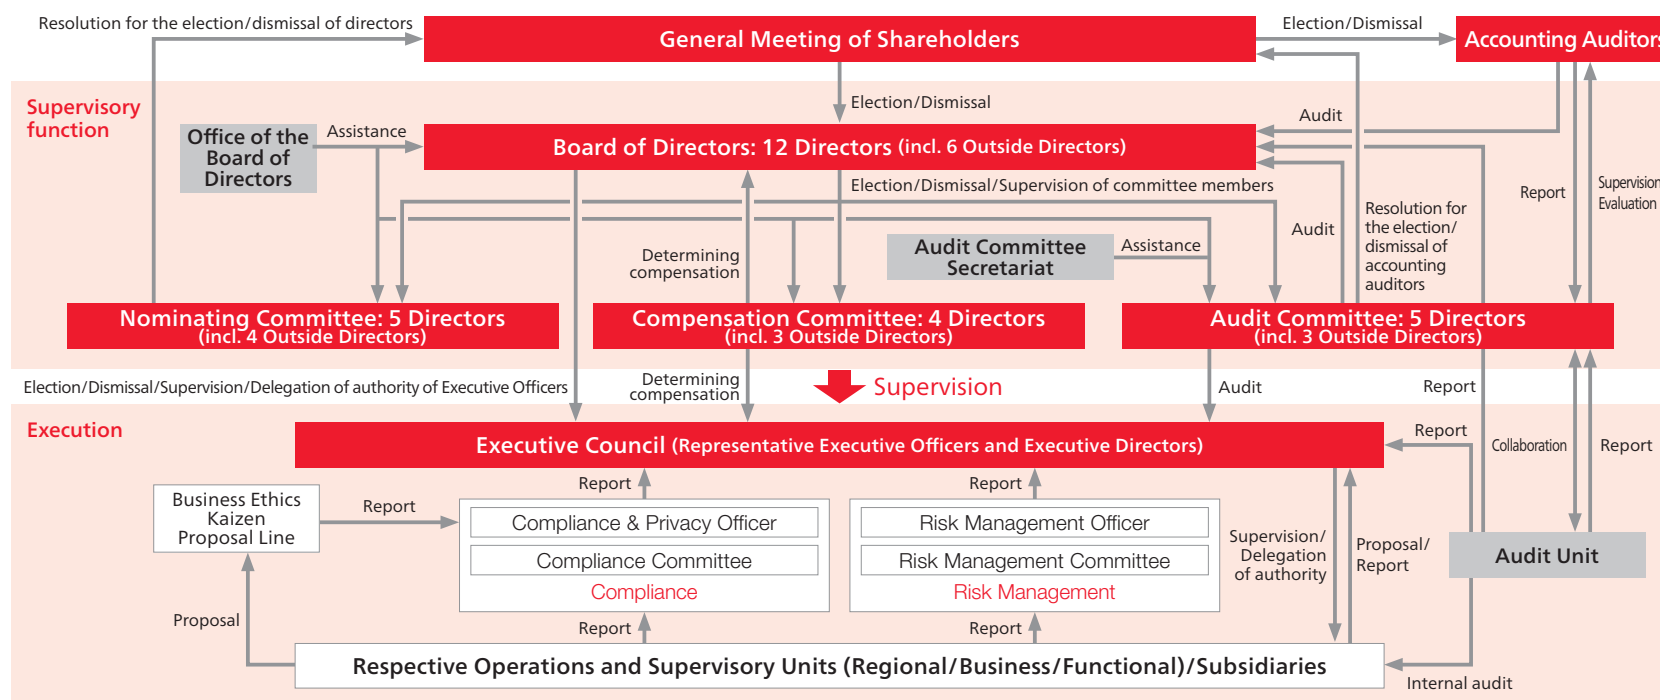 Resolution for the election/dismissal of directors
General Meeting of Shareholders
Election/Dismissal
Accounting Auditors
Supervisory
function
Election/Dismissal
Office of the
Board of
Directors
Assistance
Board of Directors: 12 Directors (incl. 6 Outside Directors)
Audit
Election/Dismissal/Supervision of committee members
Report
Supervision/
Evaluation
Determining
compensation
Audit Committee
Secretariat
Assistance
Audit
Resolution for
the election/
dismissal of
accounting
auditors
Nominating Committee: 5 Directors
(incl. 4 Outside Directors)
Compensation Committee: 4 Directors
(incl. 3 Outside Directors)
Audit Committee: 5 Directors
(incl. 3 Outside Directors)
Election/Dismissal/Supervision/Delegation of authority of Executive Officers
Determining
compensation
Supervision
Audit
Report
Execution
Executive Council (Representative Executive Officers and Executive Directors)
Report
Collaboration
Report
Business Ethics
Kaizen
Proposal Line
Report
Report
Compliance & Privacy Officer
Compliance Committee
Compliance
Report
Risk Management Officer
Risk Management Committee
Risk Management
Supervision/
Delegation
of authority
Proposal/
Report
Audit Unit
Proposal
Report
Report
Respective Operations and Supervisory Units (Regional/Business/Functional)/Subsidiaries
Internal audit